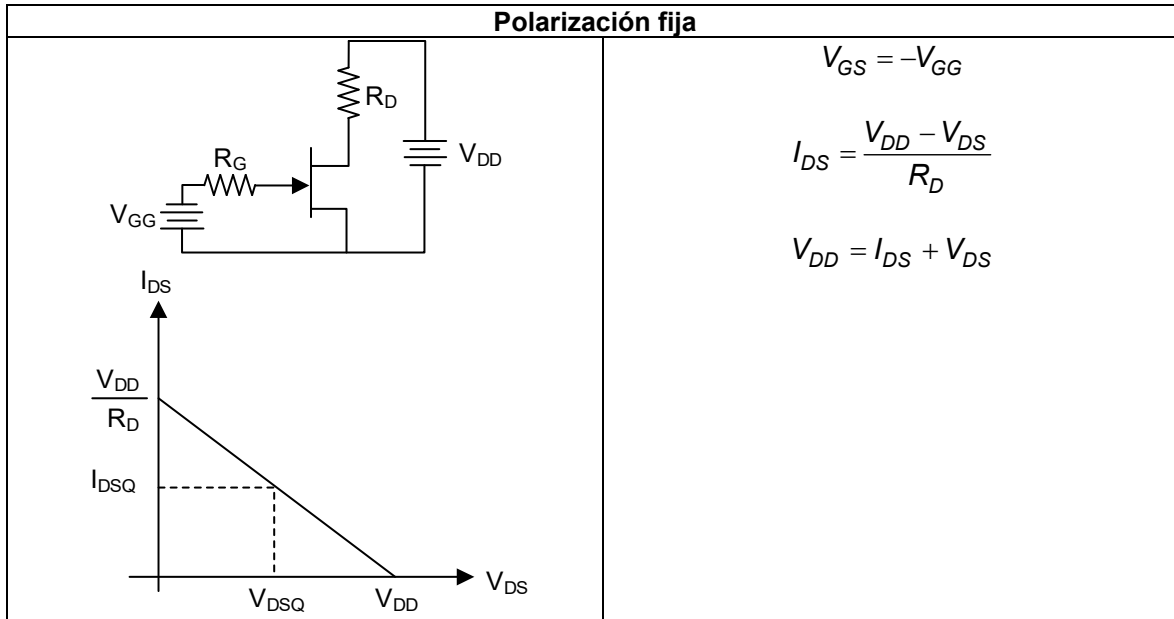 Polarización fija
R_D
V_DD
R_G
V_GG
I_DS
V_DD
R_D
I_DSQ
V_DSQ
V_DD
V_DS
V_GS = −V_GG
I_DS = (V_DD − V_DS) / R_D
V_DD = I_DS + V_DS